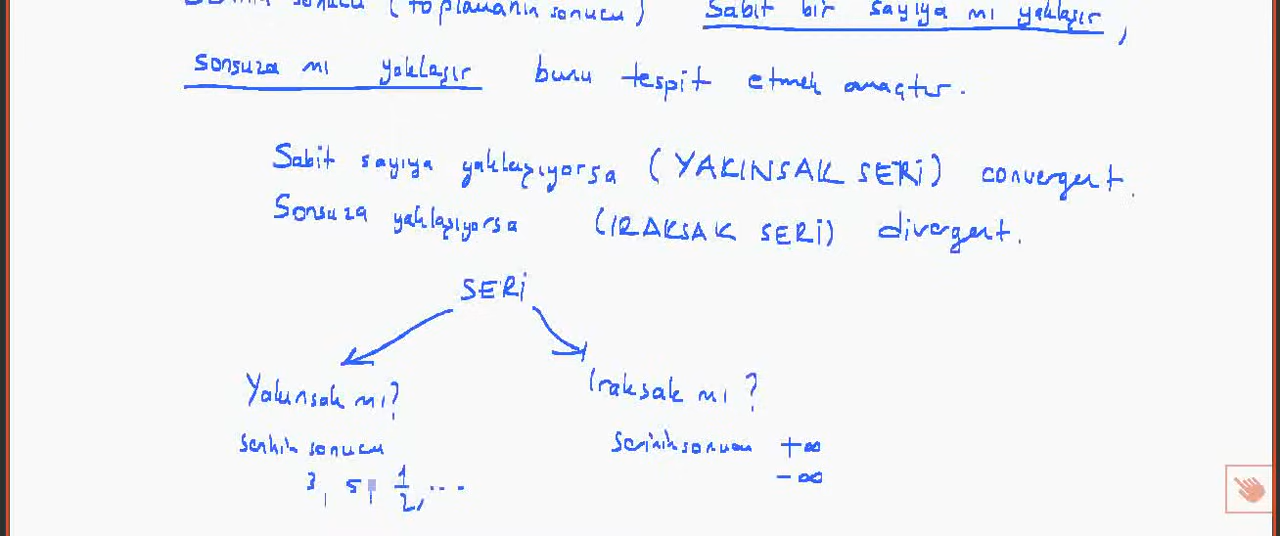 sonucu (toplamanın sonucu) Sabit bir sayıya mı yaklaşır,
sonsuza mı yaklaşır bunu tespit etmek amaçtır.
Sabit sayıya yaklaşıyorsa (YAKINSAK SERİ) convergent.
Sonsuza yaklaşıyorsa (IRAKSAK SERİ) divergent.
SERİ
Yakınsak mı? Iraksak mı?
serinin sonucu serinin sonucu +∞
3, 5, 1/2, ... -∞